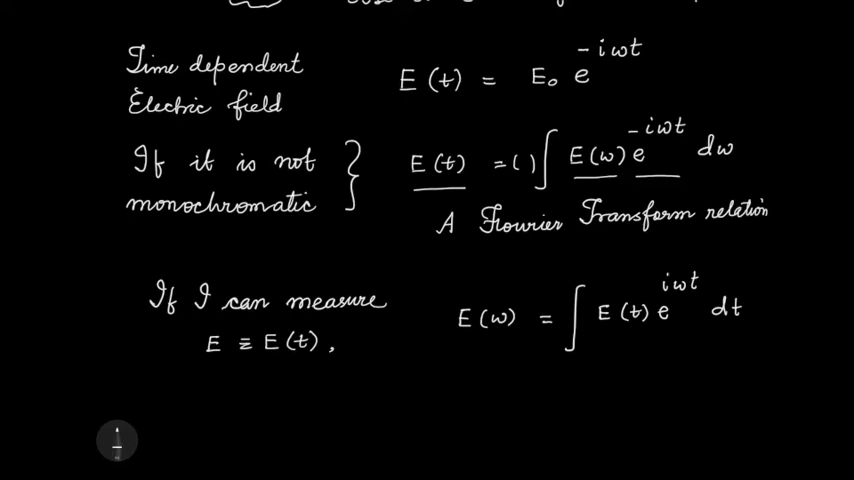 Time dependent E(t) = E₀ e^{-iωt}
Electric field
If it is not } E(t) = ( ) ∫ E(ω) e^{-iωt} dω
monochromatic
A Fourier Transform relation
If I can measure E(ω) = ∫ E(t) e^{iωt} dt
E ≡ E(t),